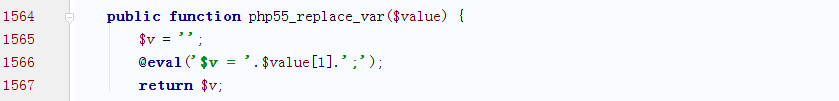 1564 public function php55_replace_var($value) {
1565 $v = '';
1566 @eval('$v = '.$value[1].';');
1567 return $v;